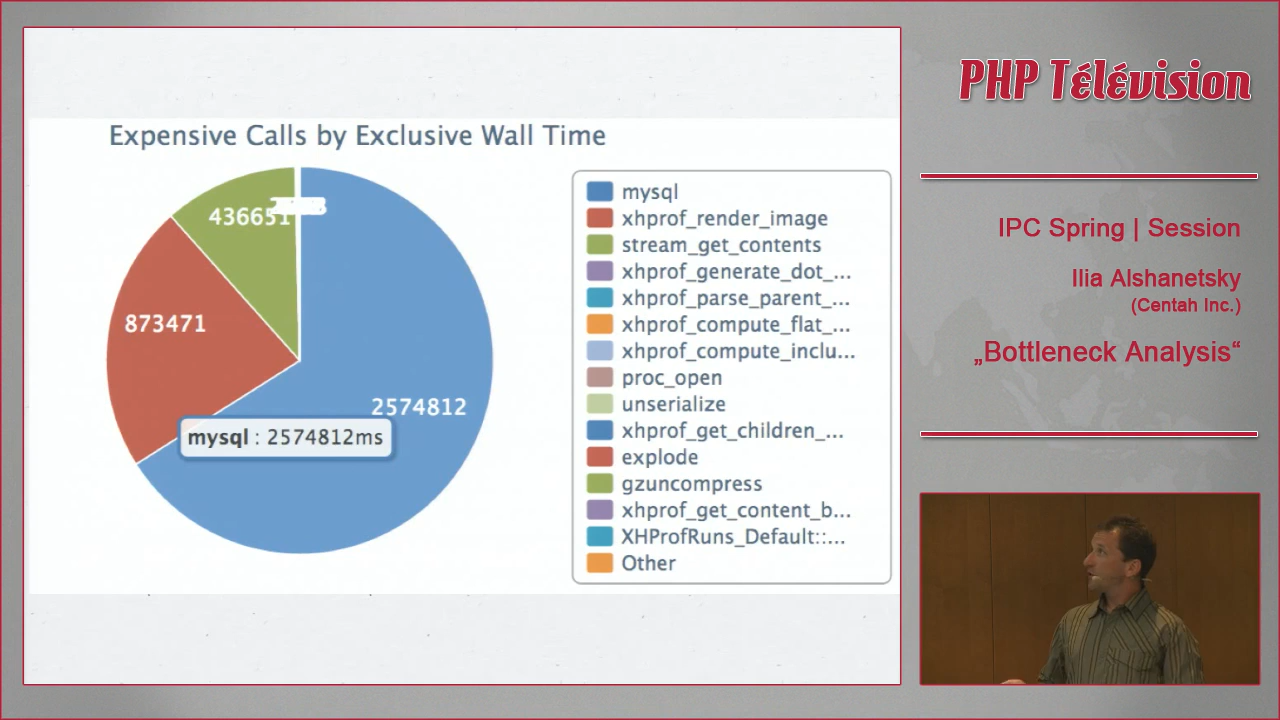 Expensive Calls by Exclusive Wall Time
436651
873471
2574812
mysql : 2574812ms
mysql
xhprof_render_image
stream_get_contents
xhprof_generate_dot_...
xhprof_parse_parent_...
xhprof_compute_flat_...
xhprof_compute_inclu...
proc_open
unserialize
xhprof_get_children_...
explode
gzuncompress
xhprof_get_content_b...
XHProfRuns_Default::...
Other
PHP Télévision
IPC Spring | Session
Ilia Alshanetsky
(Centah Inc.)
„Bottleneck Analysis“